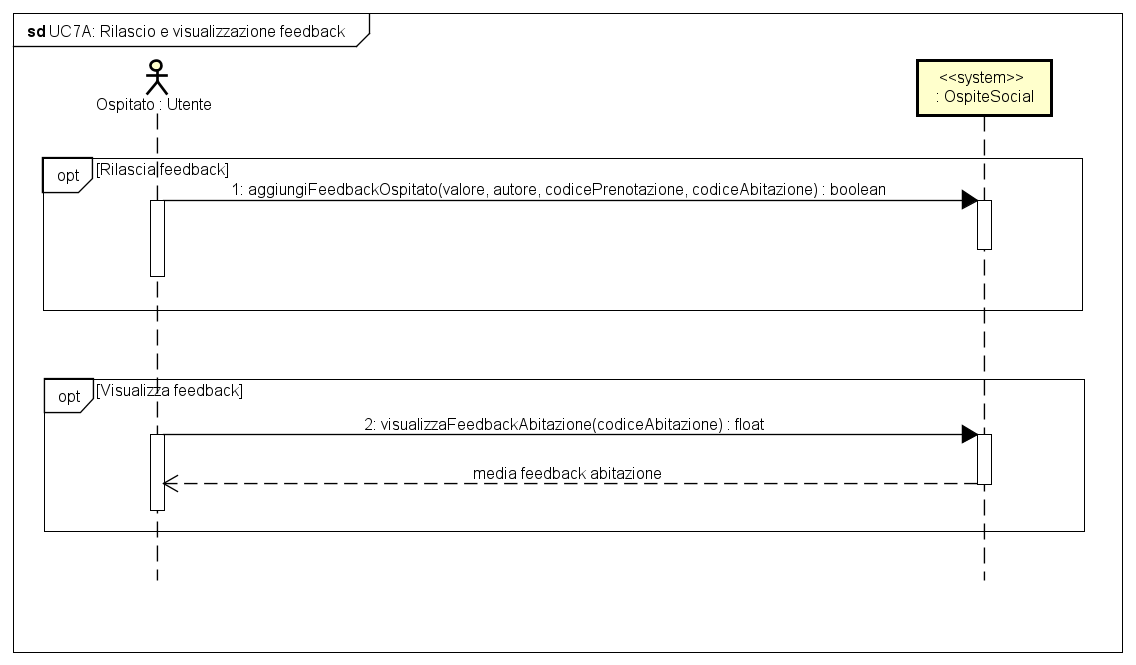 sd UC7A: Rilascio e visualizzazione feedback
Ospitato : Utente
<<system>>
: OspiteSocial
opt
[Rilascia feedback]
1: aggiungiFeedbackOspitato(valore, autore, codicePrenotazione, codiceAbitazione) : boolean
opt
[Visualizza feedback]
2: visualizzaFeedbackAbitazione(codiceAbitazione) : float
media feedback abitazione